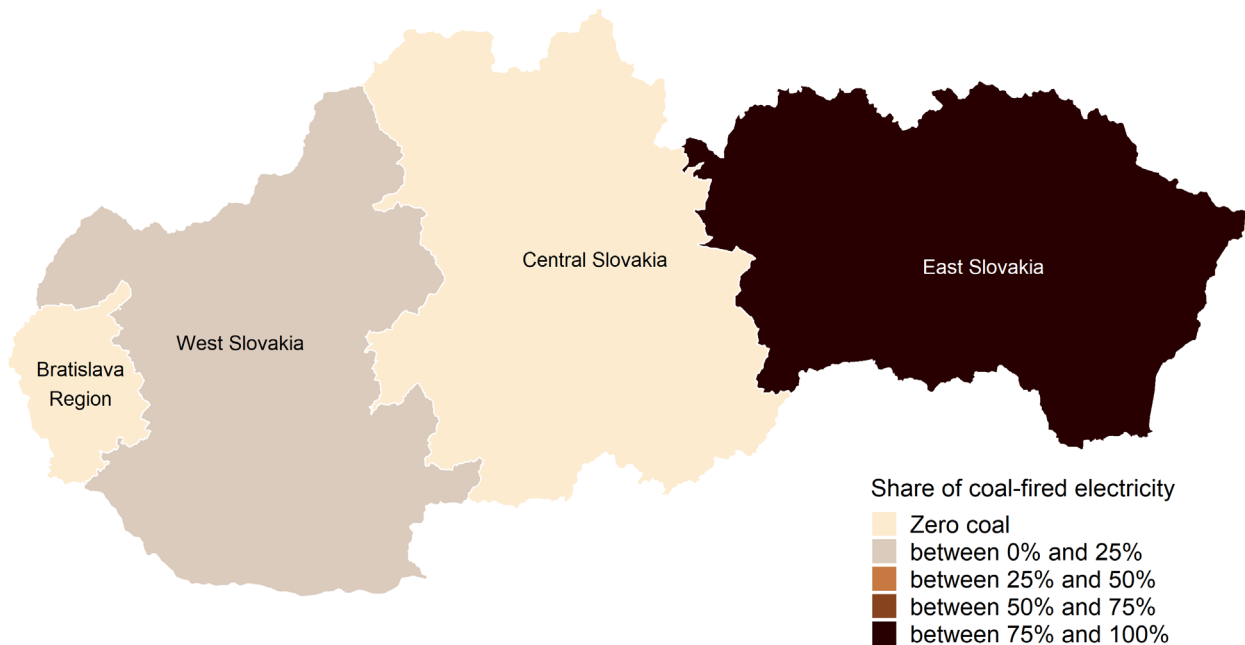 Central Slovakia
East Slovakia
West Slovakia
Bratislava
Region
Share of coal-fired electricity
Zero coal
between 0% and 25%
between 25% and 50%
between 50% and 75%
between 75% and 100%